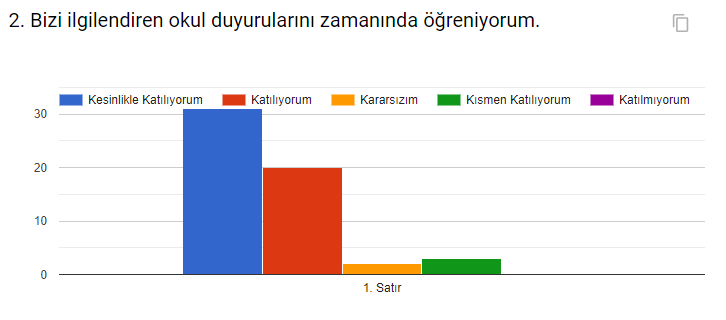 2. Bizi ilgilendiren okul duyurularını zamanında öğreniyorum.
Kesinlikle Katılıyorum Katılıyorum Kararsızım Kısmen Katılıyorum Katılmıyorum
30
20
10
0
1. Satır